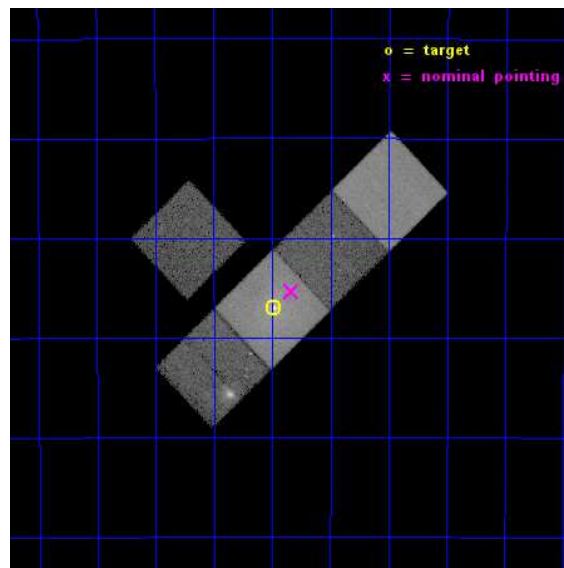 o = target
x = nominal pointing